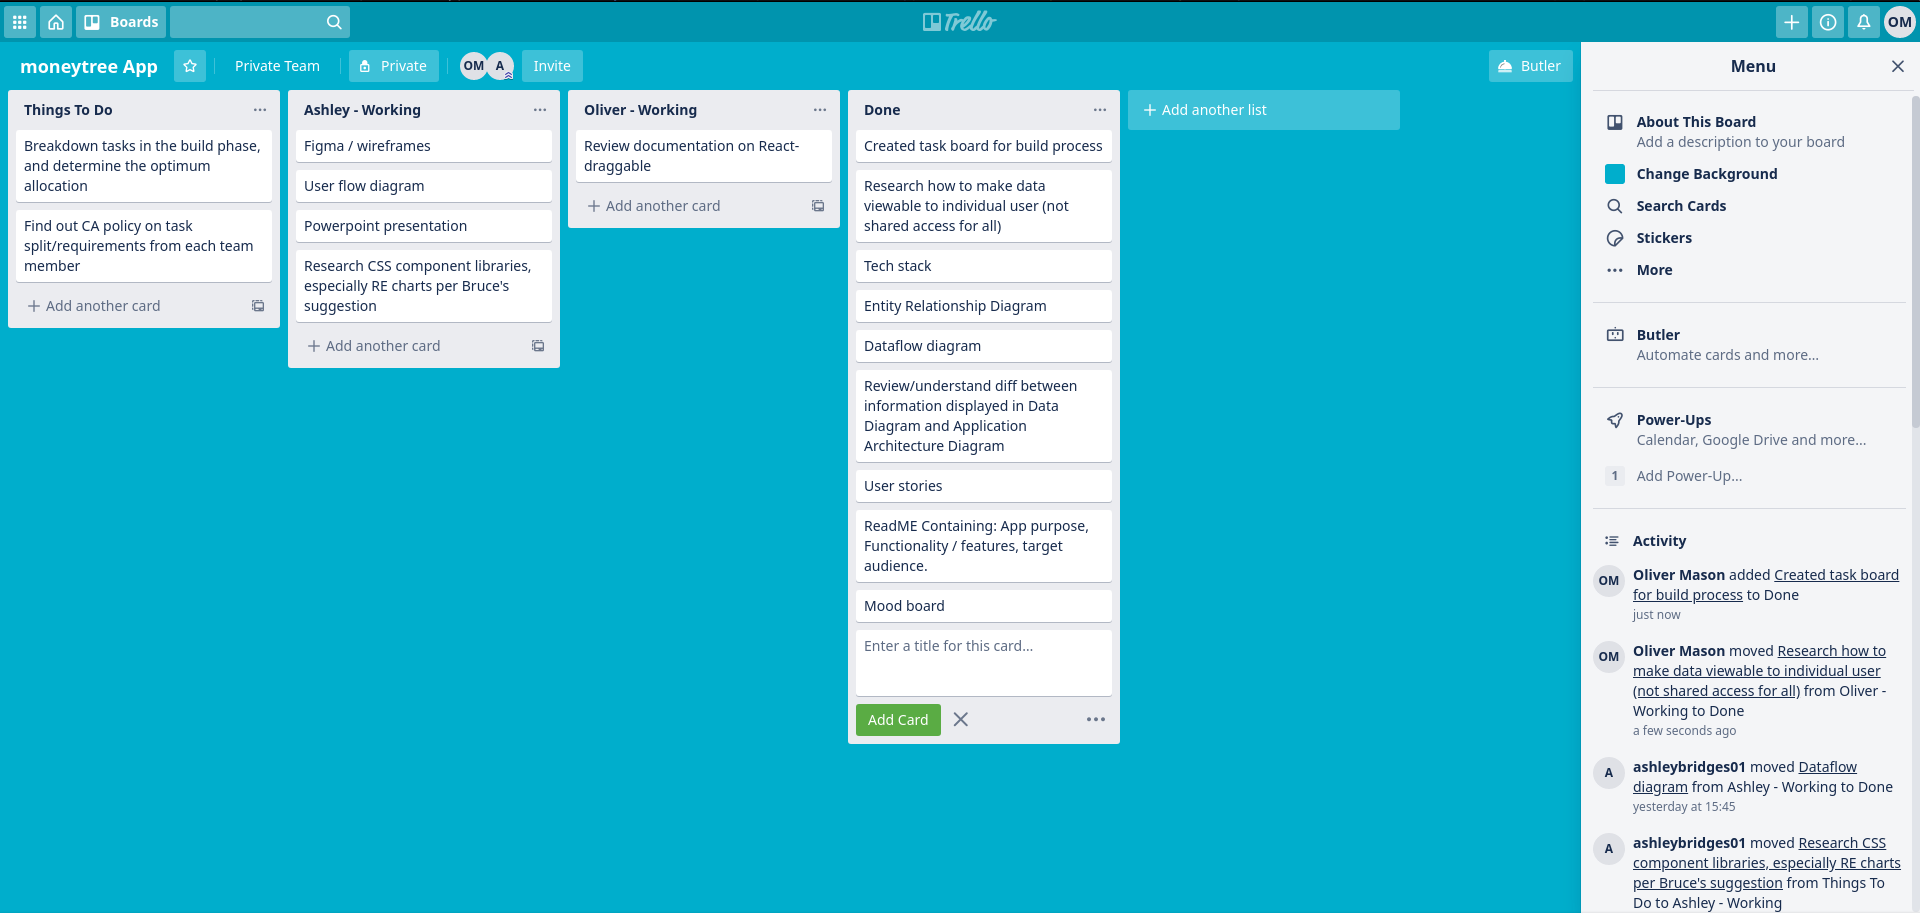 Boards
Trello
OM
moneytree App
Private Team
Private
OM
A
Invite
Butler
Things To Do
Breakdown tasks in the build phase,
and determine the optimum
allocation
Find out CA policy on task
split/requirements from each team
member
Add another card
Ashley - Working
Figma / wireframes
User flow diagram
Powerpoint presentation
Research CSS component libraries,
especially RE charts per Bruce's
suggestion
Add another card
Oliver - Working
Review documentation on React-
draggable
Add another card
Done
Created task board for build process
Research how to make data
viewable to individual user (not
shared access for all)
Tech stack
Entity Relationship Diagram
Dataflow diagram
Review/understand diff between
information displayed in Data
Diagram and Application
Architecture Diagram
User stories
ReadME Containing: App purpose,
Functionality / features, target
audience.
Mood board
Enter a title for this card...
Add Card
Add another list
Menu
About This Board
Add a description to your board
Change Background
Search Cards
Stickers
More
Butler
Automate cards and more...
Power-Ups
Calendar, Google Drive and more...
1
Add Power-Up...
Activity
OM
Oliver Mason added Created task board
for build process to Done
just now
OM
Oliver Mason moved Research how to
make data viewable to individual user
(not shared access for all) from Oliver -
Working to Done
a few seconds ago
A
ashleybridges01 moved Dataflow
diagram from Ashley - Working to Done
yesterday at 15:45
A
ashleybridges01 moved Research CSS
component libraries, especially RE charts
per Bruce's suggestion from Things To
Do to Ashley - Working